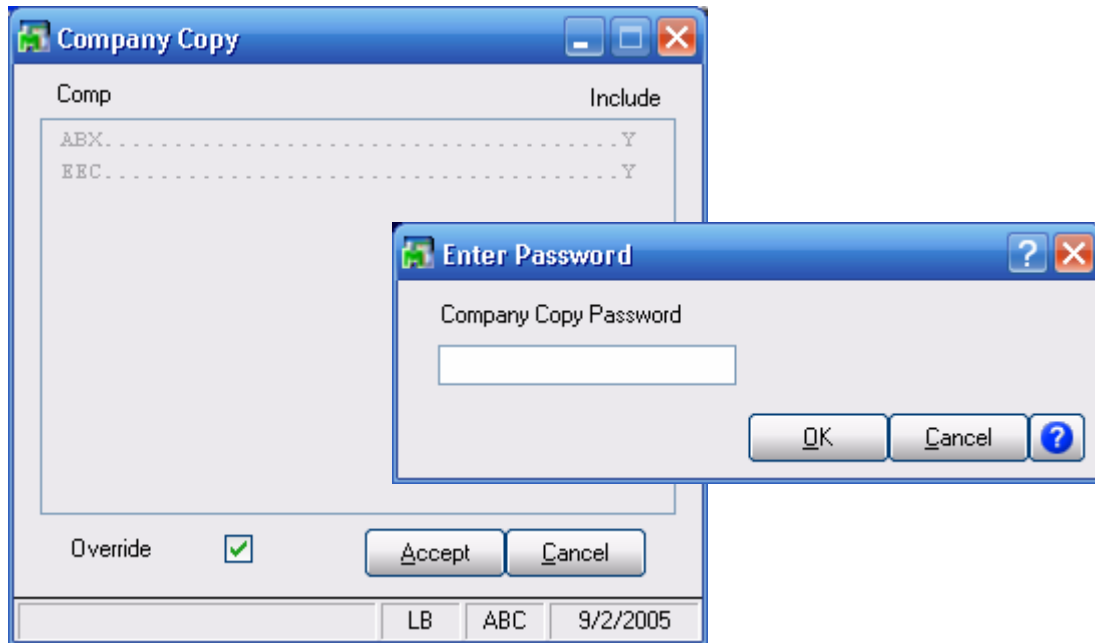 Company Copy
Comp Include
ABX......................................Y
EEC......................................Y
Enter Password
Company Copy Password
OK Cancel
Override Accept Cancel
LB ABC 9/2/2005